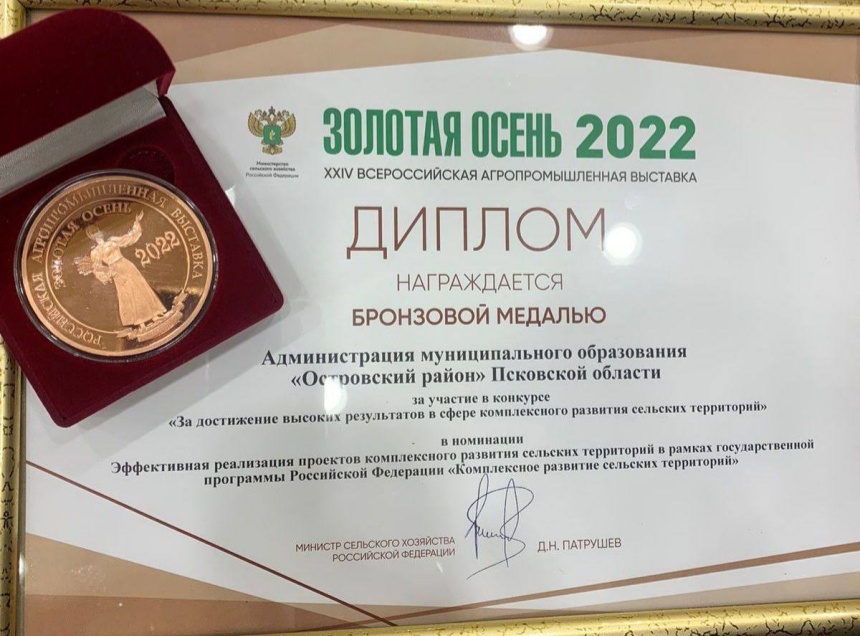 Министерство
сельского хозяйства
Российской Федерации
ЗОЛОТАЯ ОСЕНЬ 2022
XXIV ВСЕРОССИЙСКАЯ АГРОПРОМЫШЛЕННАЯ ВЫСТАВКА
ДИПЛОМ
НАГРАЖДАЕТСЯ
БРОНЗОВОЙ МЕДАЛЬЮ
РОССИЙСКАЯ АГРОПРОМЫШЛЕННАЯ ВЫСТАВКА
ЗОЛОТАЯ ОСЕНЬ
2022
Администрация муниципального образования
«Островский район» Псковской области
за участие в конкурсе
«За достижение высоких результатов в сфере комплексного развития сельских территорий»
в номинации
Эффективная реализация проектов комплексного развития сельских территорий в рамках государственной
программы Российской Федерации «Комплексное развитие сельских территорий»
МИНИСТР СЕЛЬСКОГО ХОЗЯЙСТВА
РОССИЙСКОЙ ФЕДЕРАЦИИ
Д.Н. ПАТРУШЕВ